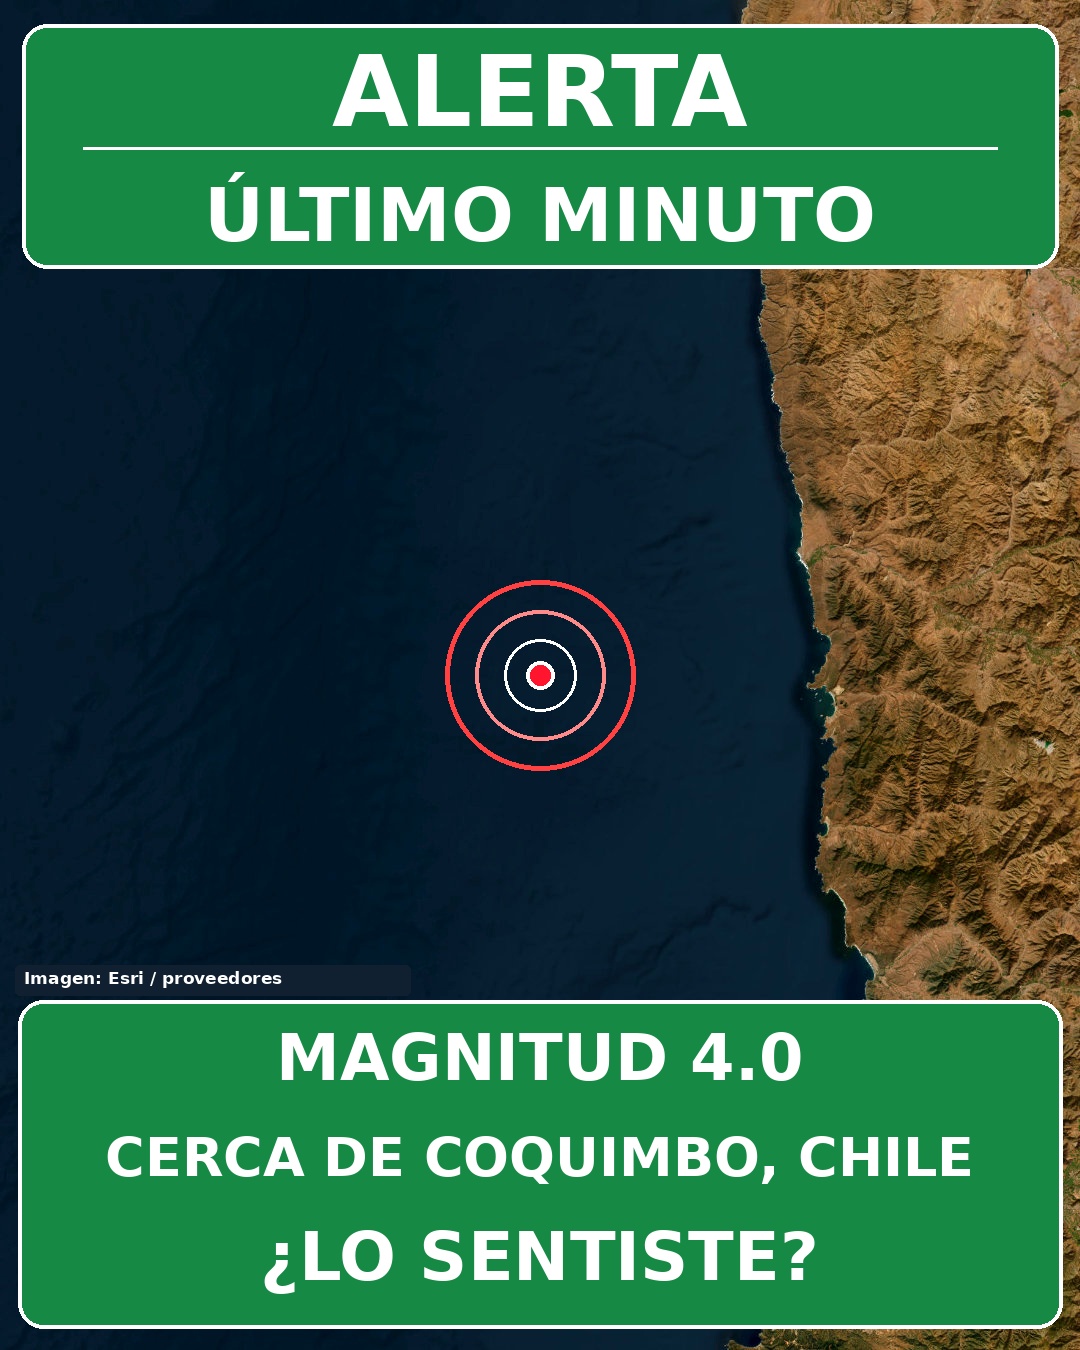 ALERTA
ÚLTIMO MINUTO
Imagen: Esri / proveedores
MAGNITUD 4.0
CERCA DE COQUIMBO, CHILE
¿LO SENTISTE?